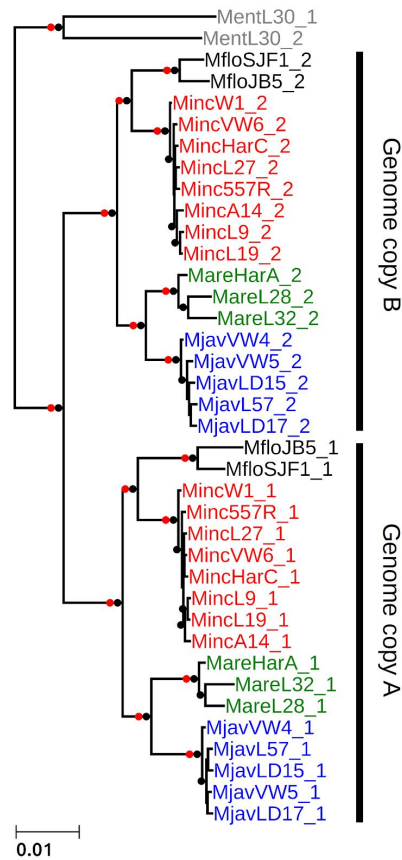 MentL30_1
MentL30_2
MfloSJF1_2
MfloJB5_2
MincW1_2
MincVW6_2
MincHarC_2
MincL27_2
Minc557R_2
MincA14_2
MincL9_2
MincL19_2
MareHarA_2
MareL28_2
MareL32_2
MjavVW4_2
MjavVW5_2
MjavLD15_2
MjavL57_2
MjavLD17_2
Genome copy B
MfloJB5_1
MfloSJF1_1
MincW1_1
Minc557R_1
MincL27_1
MincVW6_1
MincHarC_1
MincL9_1
MincL19_1
MincA14_1
MareHarA_1
MareL32_1
MareL28_1
MjavVW4_1
MjavL57_1
MjavLD15_1
MjavVW5_1
MjavLD17_1
Genome copy A
0.01